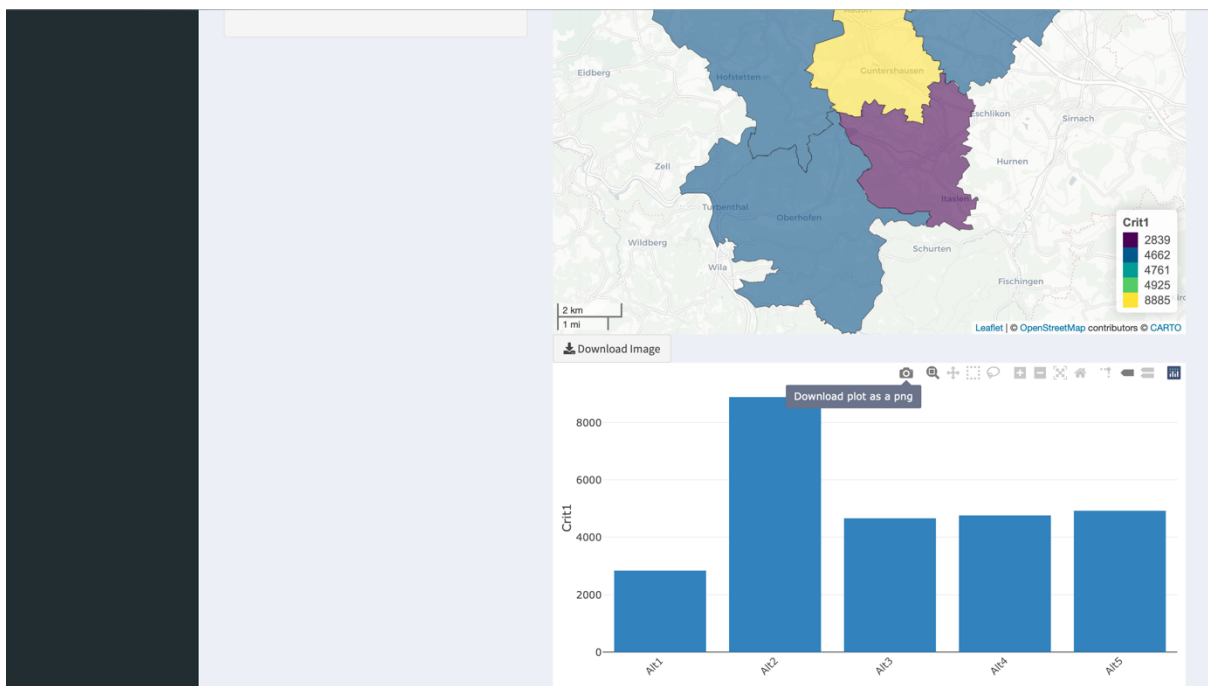 Guntershausen
Eidberg
Hofstetten
Eschlikon
Sirnach
Zell
Hurnen
Itaslen
Turbenthal
Oberhofen
Crit1
2839
4662
4761
4925
8885
Wildberg
Schurten
Wila
Fischingen
2 km
1 mi
Leaflet | © OpenStreetMap contributors © CARTO
Download Image
Download plot as a png
8000
6000
4000
2000
0
Crit1
Alt1
Alt2
Alt3
Alt4
Alt5